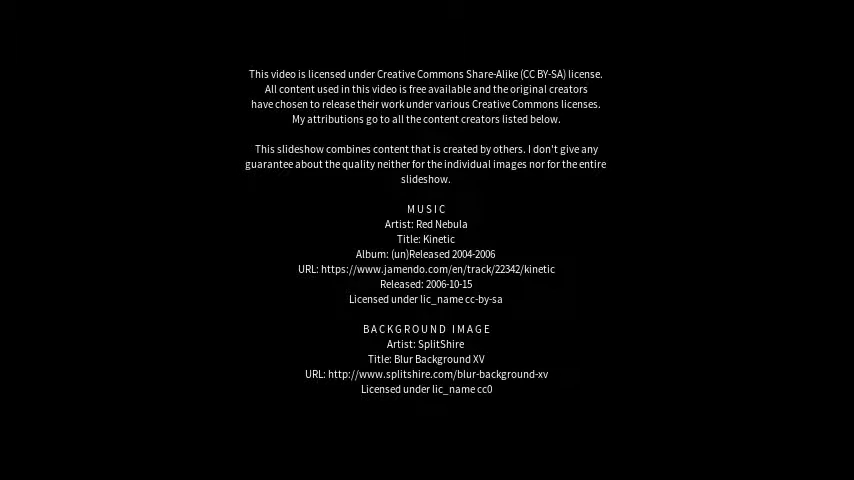 This video is licensed under Creative Commons Share-Alike (CC BY-SA) license.
All content used in this video is free available and the original creators
have chosen to release their work under various Creative Commons licenses.
My attributions go to all the content creators listed below.
This slideshow combines content that is created by others. I don't give any
guarantee about the quality neither for the individual images nor for the entire
slideshow.
MUSIC
Artist: Red Nebula
Title: Kinetic
Album: (un)Released 2004-2006
URL: https://www.jamendo.com/en/track/22342/kinetic
Released: 2006-10-15
Licensed under lic_name cc-by-sa
BACKGROUND IMAGE
Artist: SplitShire
Title: Blur Background XV
URL: http://www.splitshire.com/blur-background-xv
Licensed under lic_name cc0